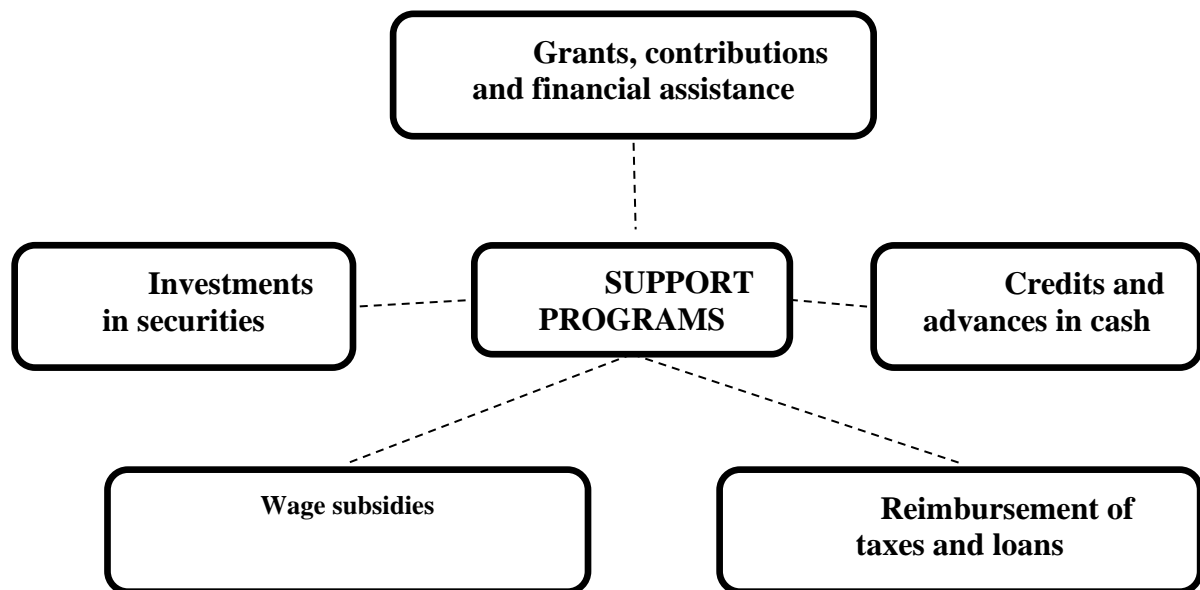 Grants, contributions
and financial assistance
Investments
in securities
SUPPORT
PROGRAMS
Credits and
advances in cash
Wage subsidies
Reimbursement of
taxes and loans